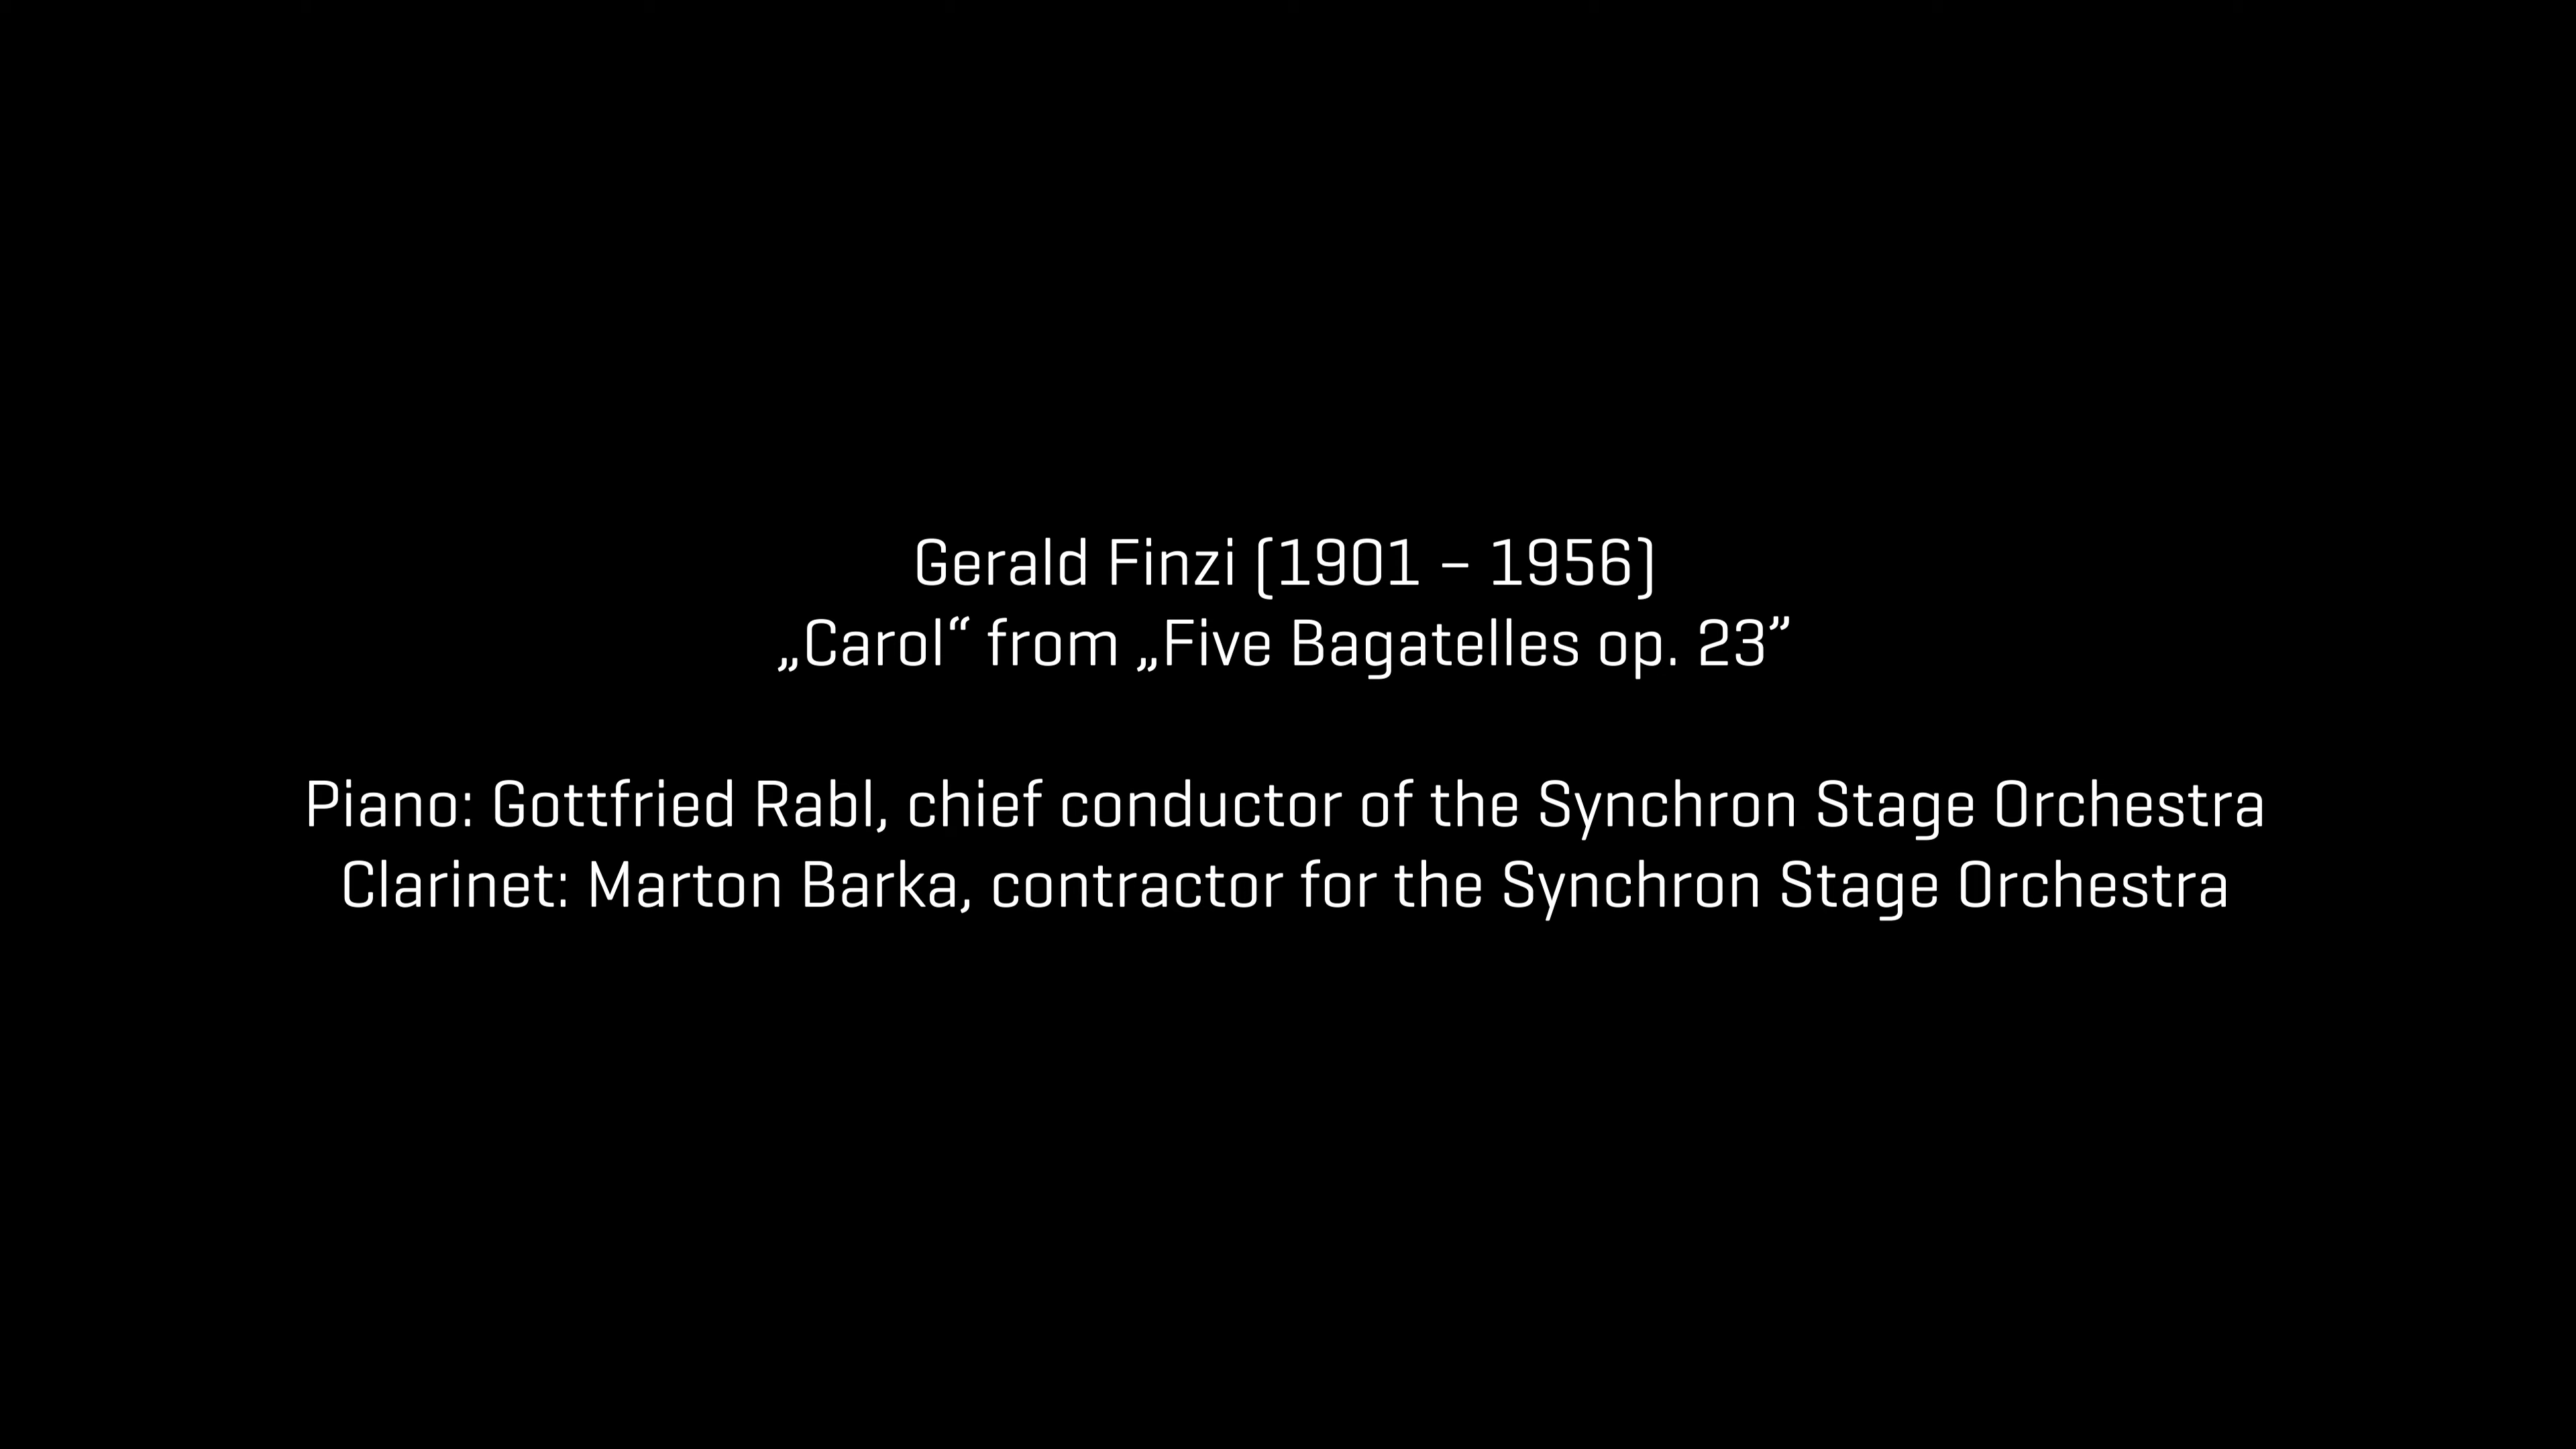 Gerald Finzi (1901 – 1956)
„Carol“ from „Five Bagatelles op. 23”
Piano: Gottfried Rabl, chief conductor of the Synchron Stage Orchestra
Clarinet: Marton Barka, contractor for the Synchron Stage Orchestra